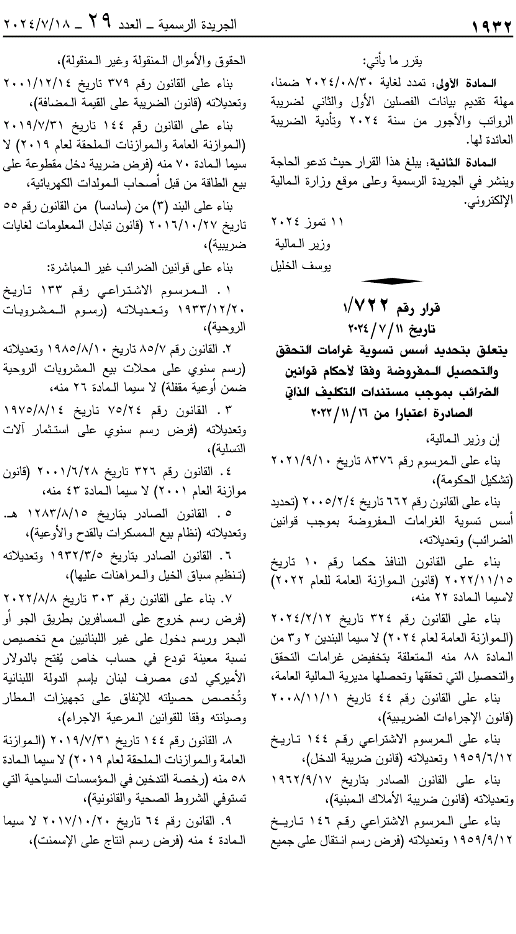 ١٩٣٢
الجريدة الرسمية ـ العدد ٢٩ ـ ٢٠٢٤/٧/١٨
يقرر ما يأتي:
المـادة الأولى: تمدد لغاية ٢٠٢٤/٠٨/٣٠ ضمنا،
مهلة تقديم بيانات الفصلين الأول والثاني لضريبة
الرواتب والأجور من سنة ٢٠٢٤ وتأدية الضريبة
العائدة لها.
المـادة الثانية: يبلغ هذا القرار حيث تدعو الحاجة
وينشر في الجريدة الرسمية وعلى موقع وزارة المالية
الإلكتروني.
١١ تموز ٢٠٢٤
وزير المالية
يوسف الخليل
قرار رقم ١/٧٢٢
تاريخ ٢٠٢٤/٧/١١
يتعلق بتحديد أسس تسوية غرامات التحقق
والتحصيل المفروضة وفقا لأحكام قوانين
الضرائب بموجب مستندات التكليف الذاتي
الصادرة اعتبارا من ٢٠٢٢/١١/١٦
إن وزير المالية،
بناء على المرسوم رقم ٨٣٧٦ تاريخ ٢٠٢١/٩/١٠
(تشكيل الحكومة)،
بناء على القانون رقم ٦٦٢ تاريخ ٢٠٠٥/٢/٤ (تحديد
أسس تسوية الغرامات المفروضة بموجب قوانين
الضرائب) وتعديلاته،
بناء على القانون النافذ حكما رقم ١٠ تاريخ
٢٠٢٢/١١/١٥ (قانون الموازنة العامة للعام ٢٠٢٢)
لاسيما المادة ٢٢ منه،
بناء على القانون رقم ٣٢٤ تاريخ ٢٠٢٤/٢/١٢
(الموازنة العامة لعام ٢٠٢٤) لا سيما البندين ٢ و٣ من
المادة ٨٨ منه المتعلقة بتخفيض غرامات التحقق
والتحصيل التي تحققها وتحصلها مديرية المالية العامة،
بناء على القانون رقم ٤٤ تاريخ ٢٠٠٨/١١/١١
(قانون الإجراءات الضريبية)،
بناء على المرسوم الاشتراعي رقم ١٤٤ تاريخ
١٩٥٩/٦/١٢ وتعديلاته (قانون ضريبة الدخل)،
بناء على القانون الصادر بتاريخ ١٩٦٢/٩/١٧
وتعديلاته (قانون ضريبة الأملاك المبنية)،
بناء على المرسوم الاشتراعي رقم ١٤٦ تاريخ
١٩٥٩/٩/١٢ وتعديلاته (فرض رسم انتقال على جميع
الحقوق والأموال المنقولة وغير المنقولة)،
بناء على القانون رقم ٣٧٩ تاريخ ٢٠٠١/١٢/١٤
وتعديلاته (قانون الضريبة على القيمة المضافة)،
بناء على القانون رقم ١٤٤ تاريخ ٢٠١٩/٧/٣١
(الموازنة العامة والموازنات الملحقة لعام ٢٠١٩) لا
سيما المادة ٧٠ منه (فرض ضريبة دخل مقطوعة على
بيع الطاقة من قبل أصحاب المولدات الكهربائية)،
بناء على البند (٣) من (سادسا) من القانون رقم ٥٥
تاريخ ٢٠١٦/١٠/٢٧ (قانون تبادل المعلومات لغايات
ضريبية)،
بناء على قوانين الضرائب غير المباشرة:
١ . المرسوم الاشتراعي رقم ١٣٣ تاريخ
١٩٣٣/١٢/٢٠ وتعديلاته (رسوم المشروبات
الروحية)،
٢. القانون رقم ٨٥/٧ تاريخ ١٩٨٥/٨/١٠ وتعديلاته
(رسم سنوي على محلات بيع المشروبات الروحية
ضمن أوعية مقفلة) لا سيما المادة ٢٦ منه،
٣ . القانون رقم ٧٥/٢٤ تاريخ ١٩٧٥/٨/١٤
وتعديلاته (فرض رسم سنوي على استثمار آلات
التسلية)،
٤. القانون رقم ٣٢٦ تاريخ ٢٠٠١/٦/٢٨ (قانون
موازنة العام ٢٠٠١) لا سيما المادة ٤٣ منه،
٥ . القانون الصادر بتاريخ ١٢٨٣/٨/١٥ هـ.
وتعديلاته (نظام بيع المسكرات بالقدح والأوعية)،
٦. القانون الصادر بتاريخ ١٩٣٢/٣/٥ وتعديلاته
(تنظيم سباق الخيل والمراهنات عليها)،
٧. القانون رقم ٣٠٣ تاريخ ٢٠٢٢/٨/٨
(فرض رسم خروج على المسافرين بطريق الجو أو
البحر ورسم دخول على غير اللبنانيين مع تخصيص
نسبة معينة تودع في حساب خاص يُفتح بالدولار
الأميركي لدى مصرف لبنان بإسم الدولة اللبنانية
وتُخصص حصيلته للإنفاق على تجهيزات المطار
وصيانته وفقا للقوانين المرعية الاجراء)،
٨. القانون رقم ١٤٤ تاريخ ٢٠١٩/٧/٣١ (الموازنة
العامة والموازنات الملحقة لعام ٢٠١٩) لا سيما المادة
٥٨ منه (رخصة التدخين في المؤسسات السياحية التي
تستوفي الشروط الصحية والقانونية)،
٩. القانون رقم ٦٤ تاريخ ٢٠١٧/١٠/٢٠ لا سيما
المادة ٤ منه (فرض رسم انتاج على الإسمنت)،